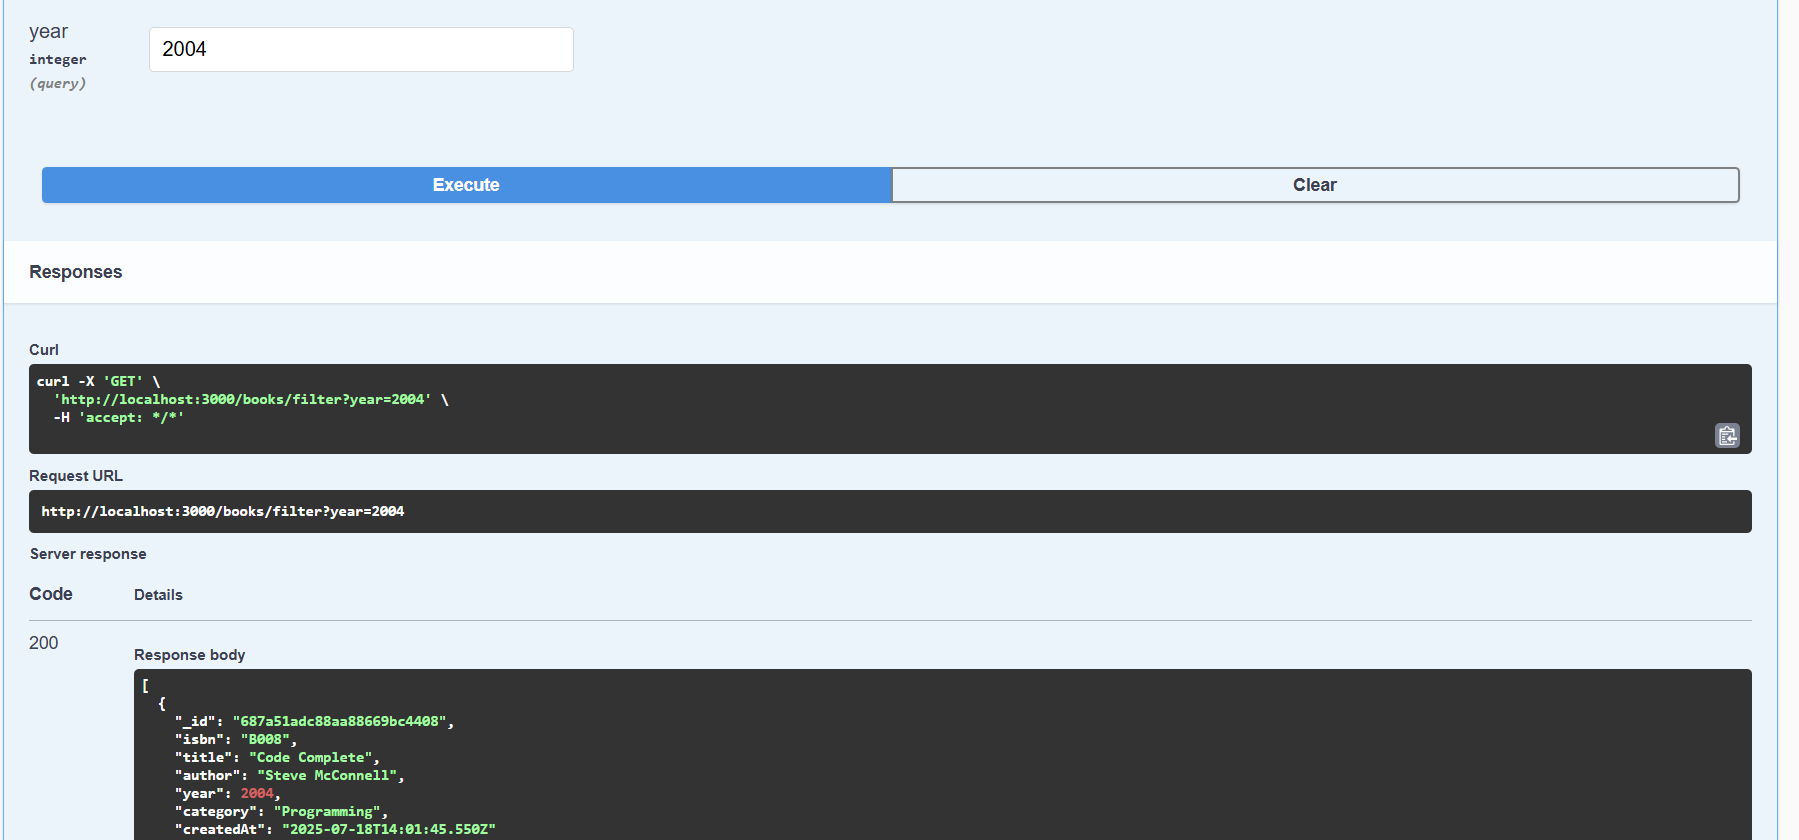 year
2004
integer
(query)
Execute
Clear
Responses
Curl
curl -X 'GET' \
  'http://localhost:3000/books/filter?year=2004' \
  -H 'accept: */*'
Request URL
http://localhost:3000/books/filter?year=2004
Server response
Code Details
200
Response body
[
  {
    "_id": "687a51adc88aa88669bc4408",
    "isbn": "B008",
    "title": "Code Complete",
    "author": "Steve McConnell",
    "year": 2004,
    "category": "Programming",
    "createdAt": "2025-07-18T14:01:45.550Z"